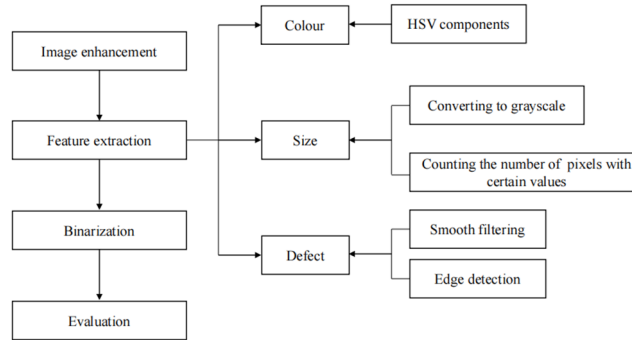 Image enhancement
Feature extraction
Binarization
Evaluation
Colour
Size
Defect
HSV components
Converting to grayscale
Counting the number of pixels with
certain values
Smooth filtering
Edge detection